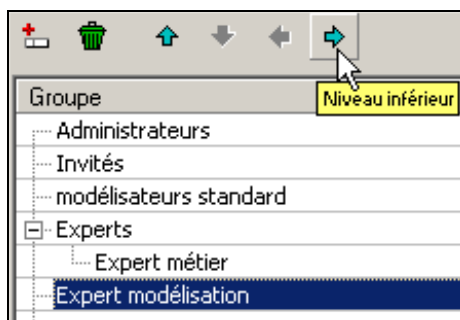 Groupe
Niveau inférieur
Administrateurs
Invités
modélisateurs standard
Experts
Expert métier
Expert modélisation